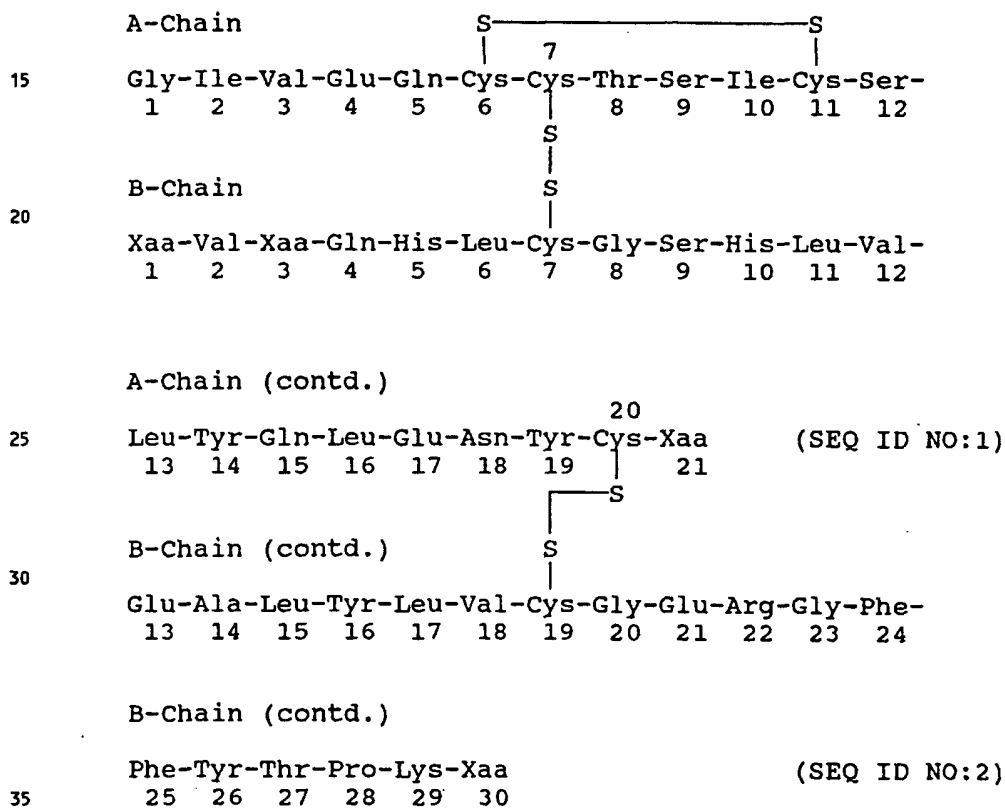 A-Chain S S
7
15 Gly-Ile-Val-Glu-Gln-Cys-Cys-Thr-Ser-Ile-Cys-Ser-
1 2 3 4 5 6 8 9 10 11 12
S
B-Chain S
20
Xaa-Val-Xaa-Gln-His-Leu-Cys-Gly-Ser-His-Leu-Val-
1 2 3 4 5 6 7 8 9 10 11 12
A-Chain (contd.)
20
25 Leu-Tyr-Gln-Leu-Glu-Asn-Tyr-Cys-Xaa (SEQ ID NO:1)
13 14 15 16 17 18 19 21
S
B-Chain (contd.) S
30
Glu-Ala-Leu-Tyr-Leu-Val-Cys-Gly-Glu-Arg-Gly-Phe-
13 14 15 16 17 18 19 20 21 22 23 24
B-Chain (contd.)
Phe-Tyr-Thr-Pro-Lys-Xaa (SEQ ID NO:2)
35 25 26 27 28 29 30